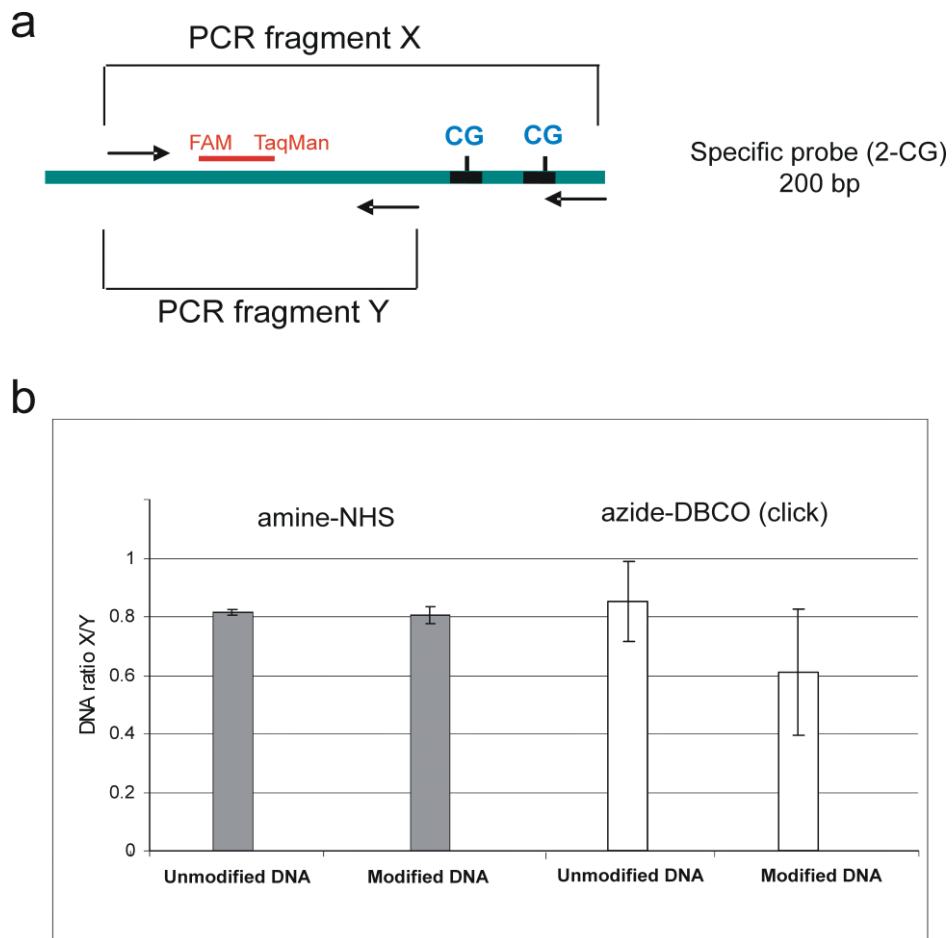 a
PCR fragment X
FAM TaqMan
CG CG
Specific probe (2-CG)
200 bp
PCR fragment Y
b
amine-NHS
azide-DBCO (click)
DNA ratio X/Y
1
0.8
0.6
0.4
0.2
0
Unmodified DNA
Modified DNA
Unmodified DNA
Modified DNA